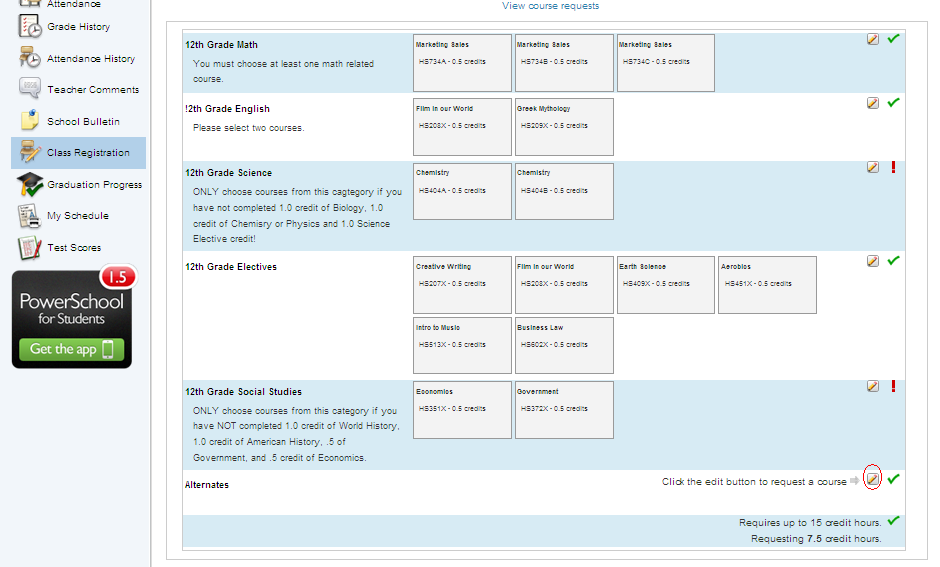 Attendance
Grade History
Attendance History
Teacher Comments
School Bulletin
Class Registration
Graduation Progress
My Schedule
Test Scores
1.5
PowerSchool
for Students
Get the app
View course requests
12th Grade Math
You must choose at least one math related
course.
Marketing Sales
HS734A - 0.5 credits
Marketing Sales
HS734B - 0.5 credits
Marketing Sales
HS734C - 0.5 credits
!2th Grade English
Please select two courses.
Film in our World
HS208X - 0.5 credits
Greek Mythology
HS209X - 0.5 credits
12th Grade Science
ONLY choose courses from this cagtegory if you
have not completed 1.0 credit of Biology, 1.0
credit of Chemisry or Physics and 1.0 Science
Elective credit!
Chemistry
HS404A - 0.5 credits
Chemistry
HS404B - 0.5 credits
12th Grade Electives
Creative Writing
HS207X - 0.5 credits
Film in our World
HS208X - 0.5 credits
Earth Science
HS409X - 0.5 credits
Aerobics
HS451X - 0.5 credits
Intro to Music
HS513X - 0.5 credits
Business Law
HS602X - 0.5 credits
12th Grade Social Studies
ONLY choose courses from this category if you
have NOT completed 1.0 credit of World History,
1.0 credit of American History, .5 of
Government, and .5 credit of Economics.
Economics
HS351X - 0.5 credits
Government
HS372X - 0.5 credits
Alternates
Click the edit button to request a course
Requires up to 15 credit hours.
Requesting 7.5 credit hours.